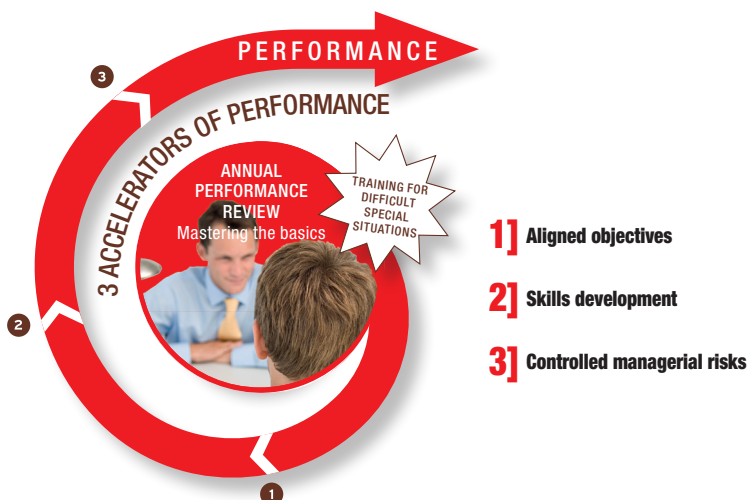 PERFORMANCE
3 ACCELERATORS OF PERFORMANCE
ANNUAL
PERFORMANCE
REVIEW
Mastering the basics
TRAINING FOR
DIFFICULT
SPECIAL
SITUATIONS
3
2
1
1] Aligned objectives
2] Skills development
3] Controlled managerial risks